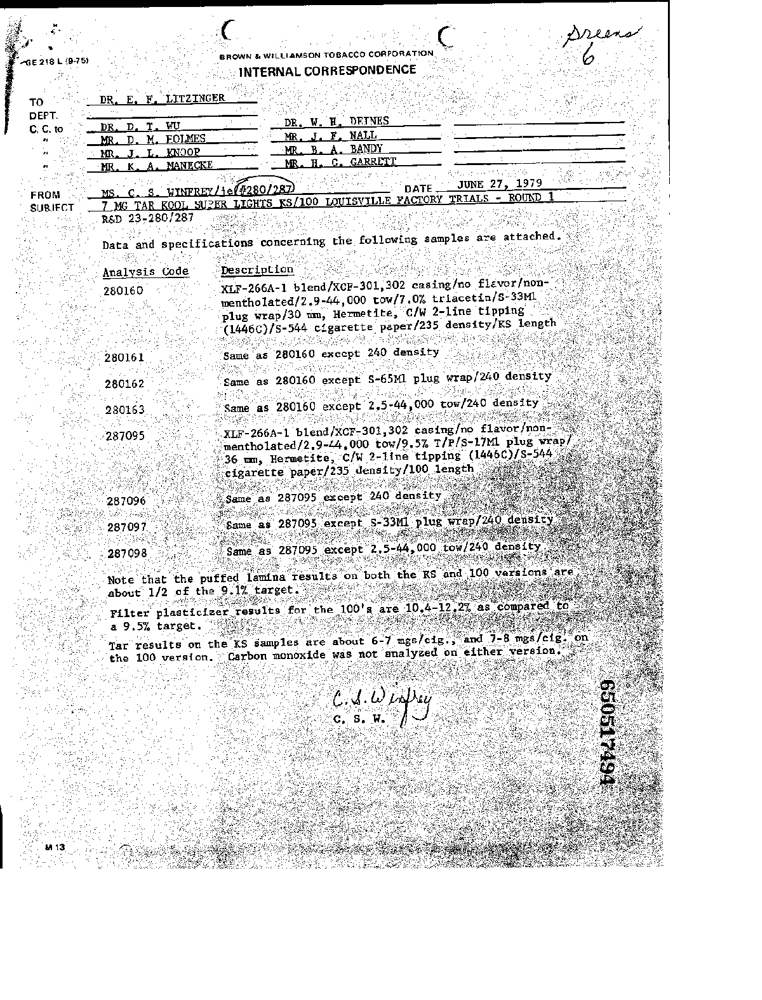 Greens
6
GE 218 L (9-75)
BROWN & WILLIAMSON TOBACCO CORPORATION
INTERNAL CORRESPONDENCE
TO DR. E. F. LITZINGER
DEPT.
C. C. to DR. D. T. WU DR. W. H. DEINES
" MR. D. M. HOLMES MR. J. F. NALL
" MR. J. L. KNOOP MR. B. A. BANDY
" MR. K. A. MANECKE MR. H. C. GARRETT
FROM MS. C. S. WINFREY/jef(#280/287) DATE JUNE 27, 1979
SUBJECT 7 MG TAR KOOL SUPER LIGHTS KS/100 LOUISVILLE FACTORY TRIALS - ROUND 1
R&D 23-280/287
Data and specifications concerning the following samples are attached.
Analysis Code Description
280160 XLF-266A-1 blend/XCF-301,302 casing/no flavor/non-
mentholated/2.9-44,000 tow/7.0% triacetin/S-33M1
plug wrap/30 mm, Hermetite, C/W 2-line tipping
(1446C)/S-544 cigarette paper/235 density/KS length
280161 Same as 280160 except 240 density
280162 Same as 280160 except S-65M1 plug wrap/240 density
280163 Same as 280160 except 2.5-44,000 tow/240 density
287095 XLF-266A-1 blend/XCF-301,302 casing/no flavor/non-
mentholated/2.9-44,000 tow/9.5% T/P/S-17M1 plug wrap/
36 mm, Hermetite, C/W 2-line tipping (1446C)/S-544
cigarette paper/235 density/100 length
287096 Same as 287095 except 240 density
287097 Same as 287095 except S-33M1 plug wrap/240 density
287098 Same as 287095 except 2.5-44,000 tow/240 density
Note that the puffed lamina results on both the KS and 100 versions are
about 1/2 of the 9.1% target.
Filter plasticizer results for the 100's are 10.4-12.2% as compared to
a 9.5% target.
Tar results on the KS samples are about 6-7 mgs/cig., and 7-8 mgs/cig. on
the 100 version. Carbon monoxide was not analyzed on either version.
C. S. Winfrey
C. S. W.
650517494
M 13